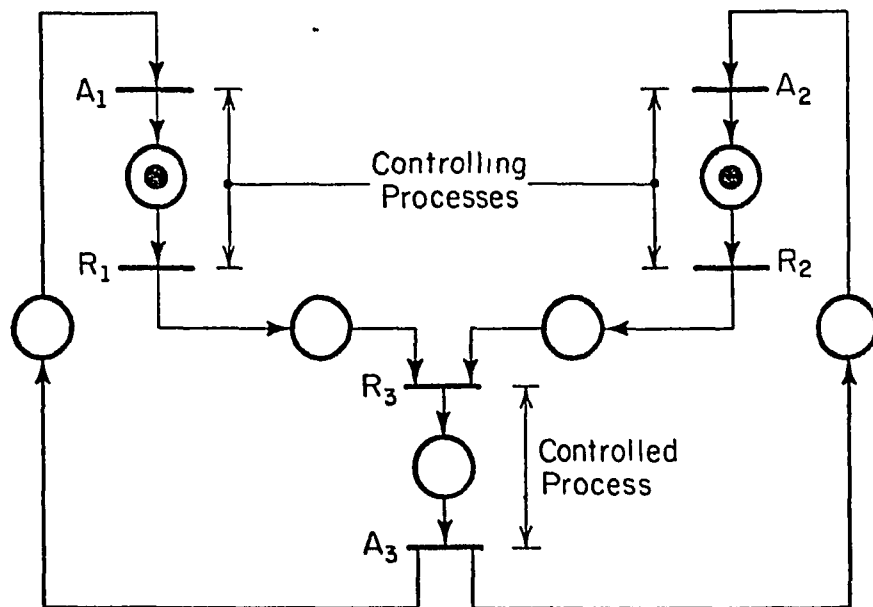 A1
A2
Controlling
Processes
R1
R2
R3
Controlled
Process
A3